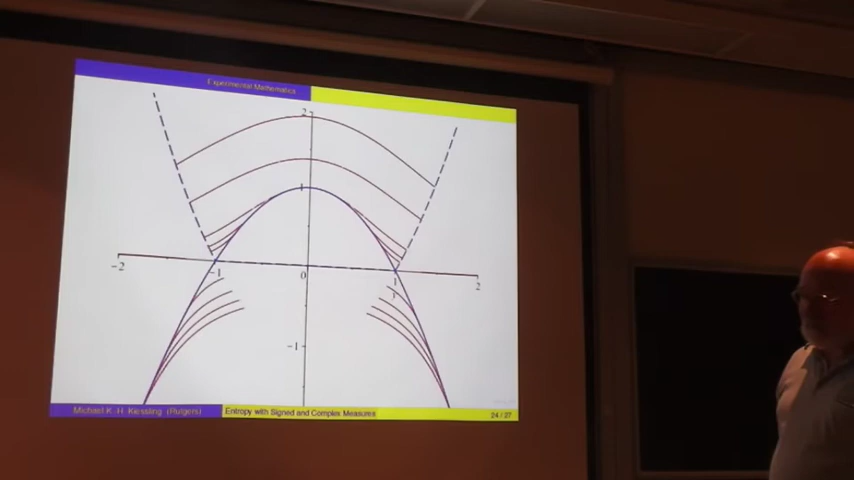 Experimental Mathematics
2
1
-2
-1
0
1
2
-1
Michael K. H. Kiessling (Rutgers)
Entropy with Signed and Complex Measures
24 / 27